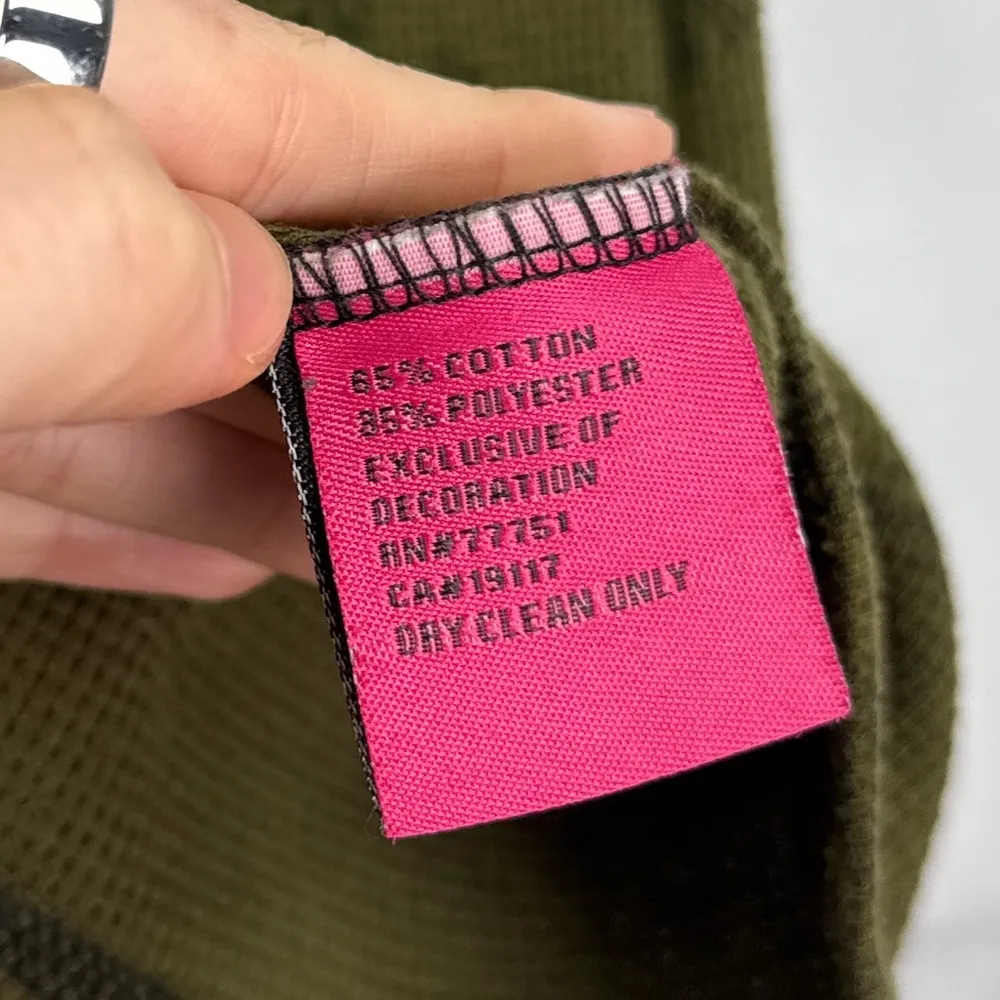 65% COTTON
35% POLYESTER
EXCLUSIVE OF
DECORATION
RN#77751
CA#19117
DRY CLEAN ONLY